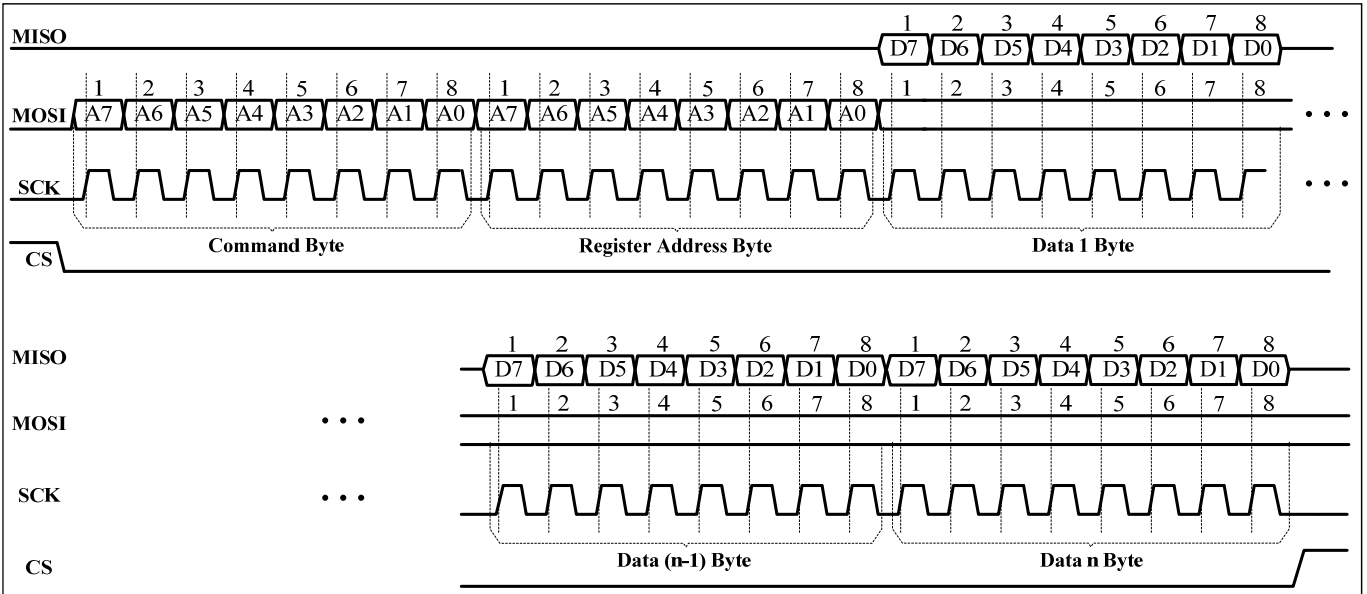 1 2 3 4 5 6 7 8
MISO D7 D6 D5 D4 D3 D2 D1 D0
1 2 3 4 5 6 7 8 1 2 3 4 5 6 7 8 1 2 3 4 5 6 7 8
MOSI A7 A6 A5 A4 A3 A2 A1 A0 A7 A6 A5 A4 A3 A2 A1 A0 • • •
SCK • • •
Command Byte Register Address Byte Data 1 Byte
CS
1 2 3 4 5 6 7 8 1 2 3 4 5 6 7 8
MISO D7 D6 D5 D4 D3 D2 D1 D0 D7 D6 D5 D4 D3 D2 D1 D0
1 2 3 4 5 6 7 8 1 2 3 4 5 6 7 8
MOSI • • •
SCK • • •
Data (n-1) Byte Data n Byte
CS